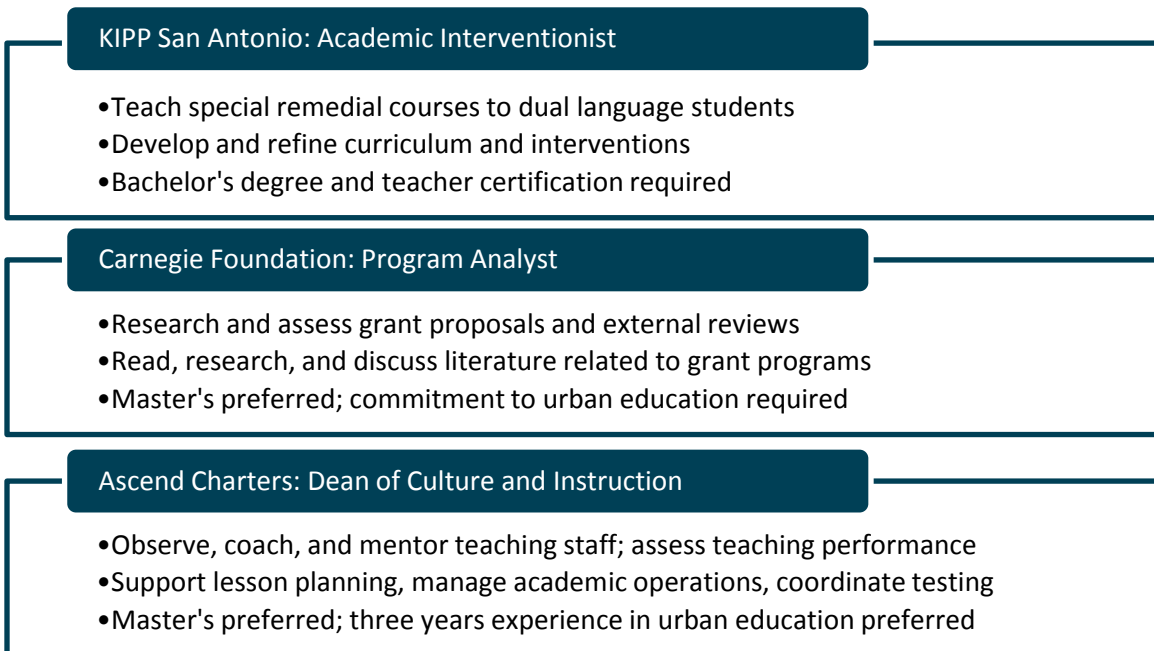 KIPP San Antonio: Academic Interventionist
•Teach special remedial courses to dual language students
•Develop and refine curriculum and interventions
•Bachelor's degree and teacher certification required
Carnegie Foundation: Program Analyst
•Research and assess grant proposals and external reviews
•Read, research, and discuss literature related to grant programs
•Master's preferred; commitment to urban education required
Ascend Charters: Dean of Culture and Instruction
•Observe, coach, and mentor teaching staff; assess teaching performance
•Support lesson planning, manage academic operations, coordinate testing
•Master's preferred; three years experience in urban education preferred